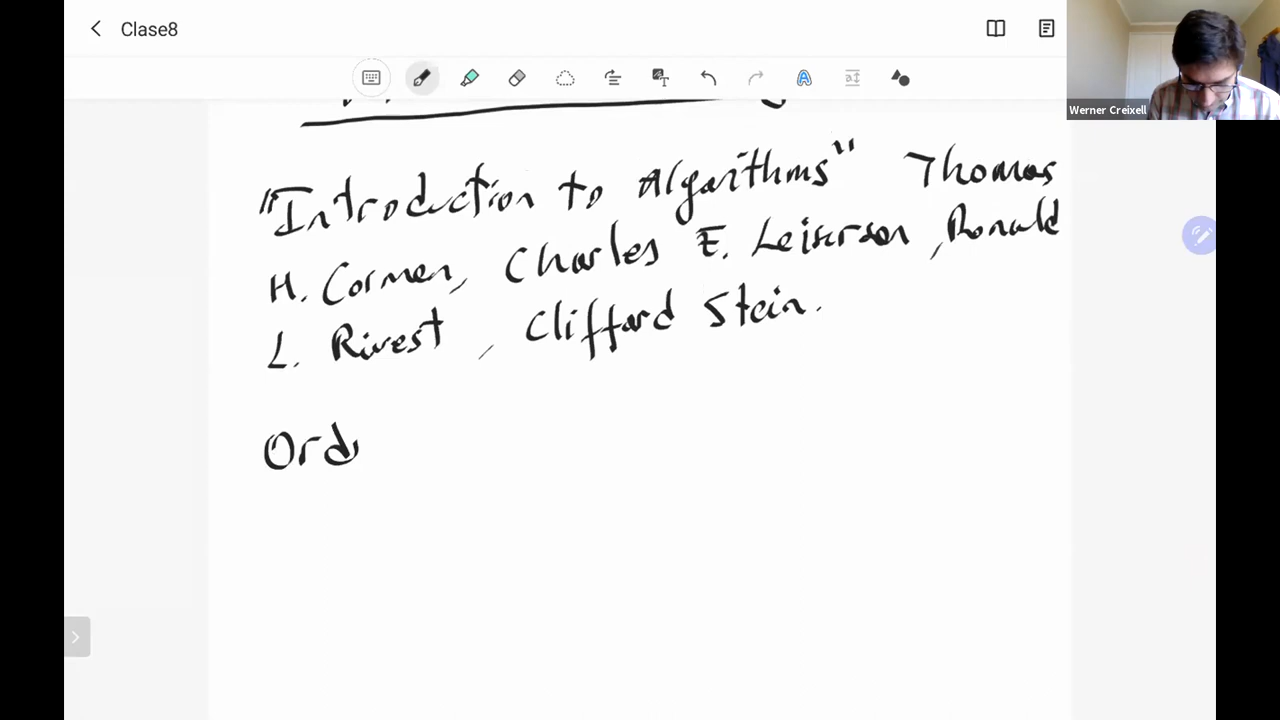 Clase8
Werner Creixell
"Introduction to Algorithms" Thomas
H. Cormen, Charles E. Leiserson, Ronald
L. Rivest, Clifford Stein.
Ord